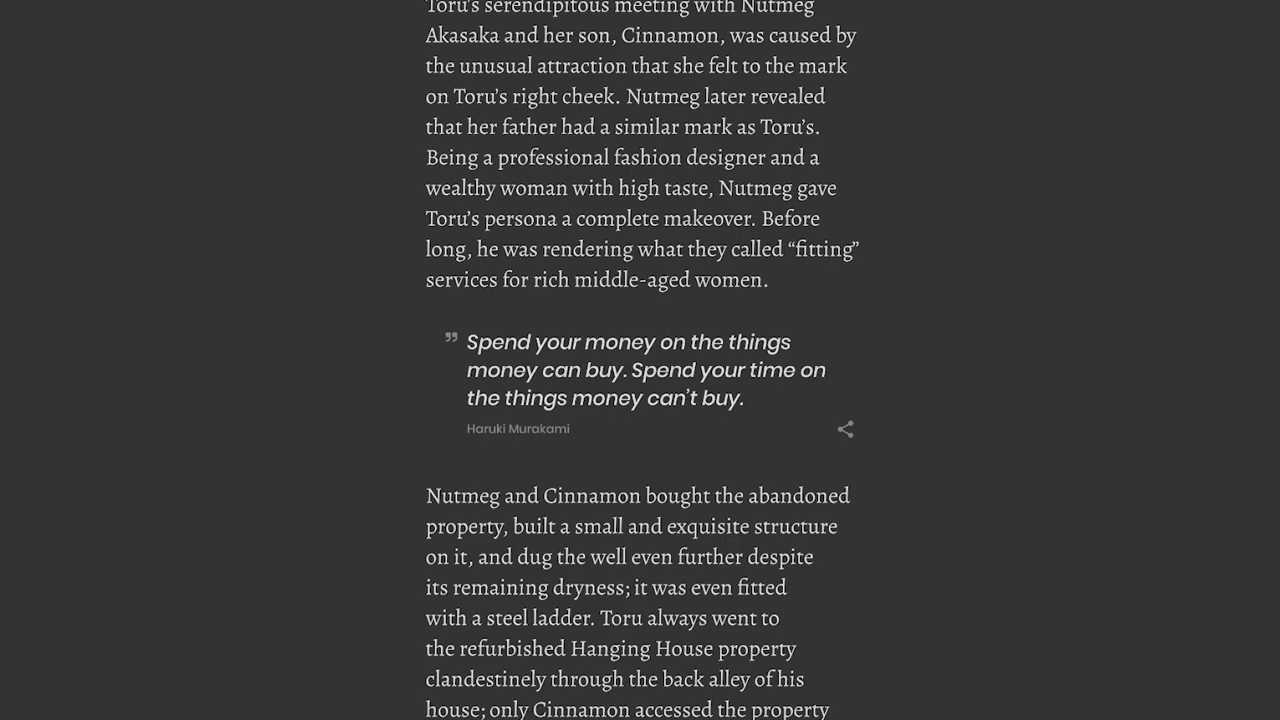 Toru’s serendipitous meeting with Nutmeg
Akasaka and her son, Cinnamon, was caused by
the unusual attraction that she felt to the mark
on Toru’s right cheek. Nutmeg later revealed
that her father had a similar mark as Toru’s.
Being a professional fashion designer and a
wealthy woman with high taste, Nutmeg gave
Toru’s persona a complete makeover. Before
long, he was rendering what they called “fitting”
services for rich middle-aged women.
” Spend your money on the things
money can buy. Spend your time on
the things money can’t buy.
Haruki Murakami
Nutmeg and Cinnamon bought the abandoned
property, built a small and exquisite structure
on it, and dug the well even further despite
its remaining dryness; it was even fitted
with a steel ladder. Toru always went to
the refurbished Hanging House property
clandestinely through the back alley of his
house; only Cinnamon accessed the property